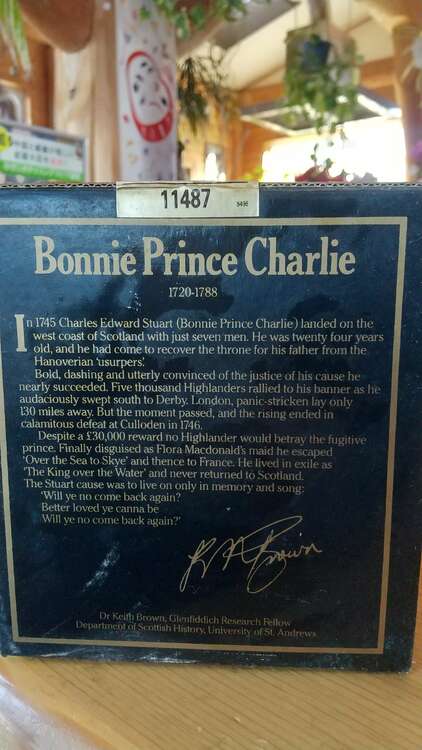 11487
Bonnie Prince Charlie
1720-1788
In 1745 Charles Edward Stuart (Bonnie Prince Charlie) landed on the
west coast of Scotland with just seven men. He was twenty four years
old, and he had come to recover the throne for his father from the
Hanoverian 'usurpers'.
Bold, dashing and utterly convinced of the justice of his cause he
nearly succeeded. Five thousand Highlanders rallied to his banner as he
audaciously swept south to Derby. London, panic-stricken lay only
130 miles away. But the moment passed, and the rising ended in
calamitous defeat at Culloden in 1746.
Despite a £30,000 reward no Highlander would betray the fugitive
prince. Finally disguised as Flora Macdonald's maid he escaped
'Over the Sea to Skye' and thence to France. He lived in exile as
'The King over the Water' and never returned to Scotland.
The Stuart cause was to live on only in memory and song:
'Will ye no come back again?
Better loved ye canna be
Will ye no come back again?'
Dr Keith Brown, Glenfiddich Research Fellow
Department of Scottish History, University of St. Andrews